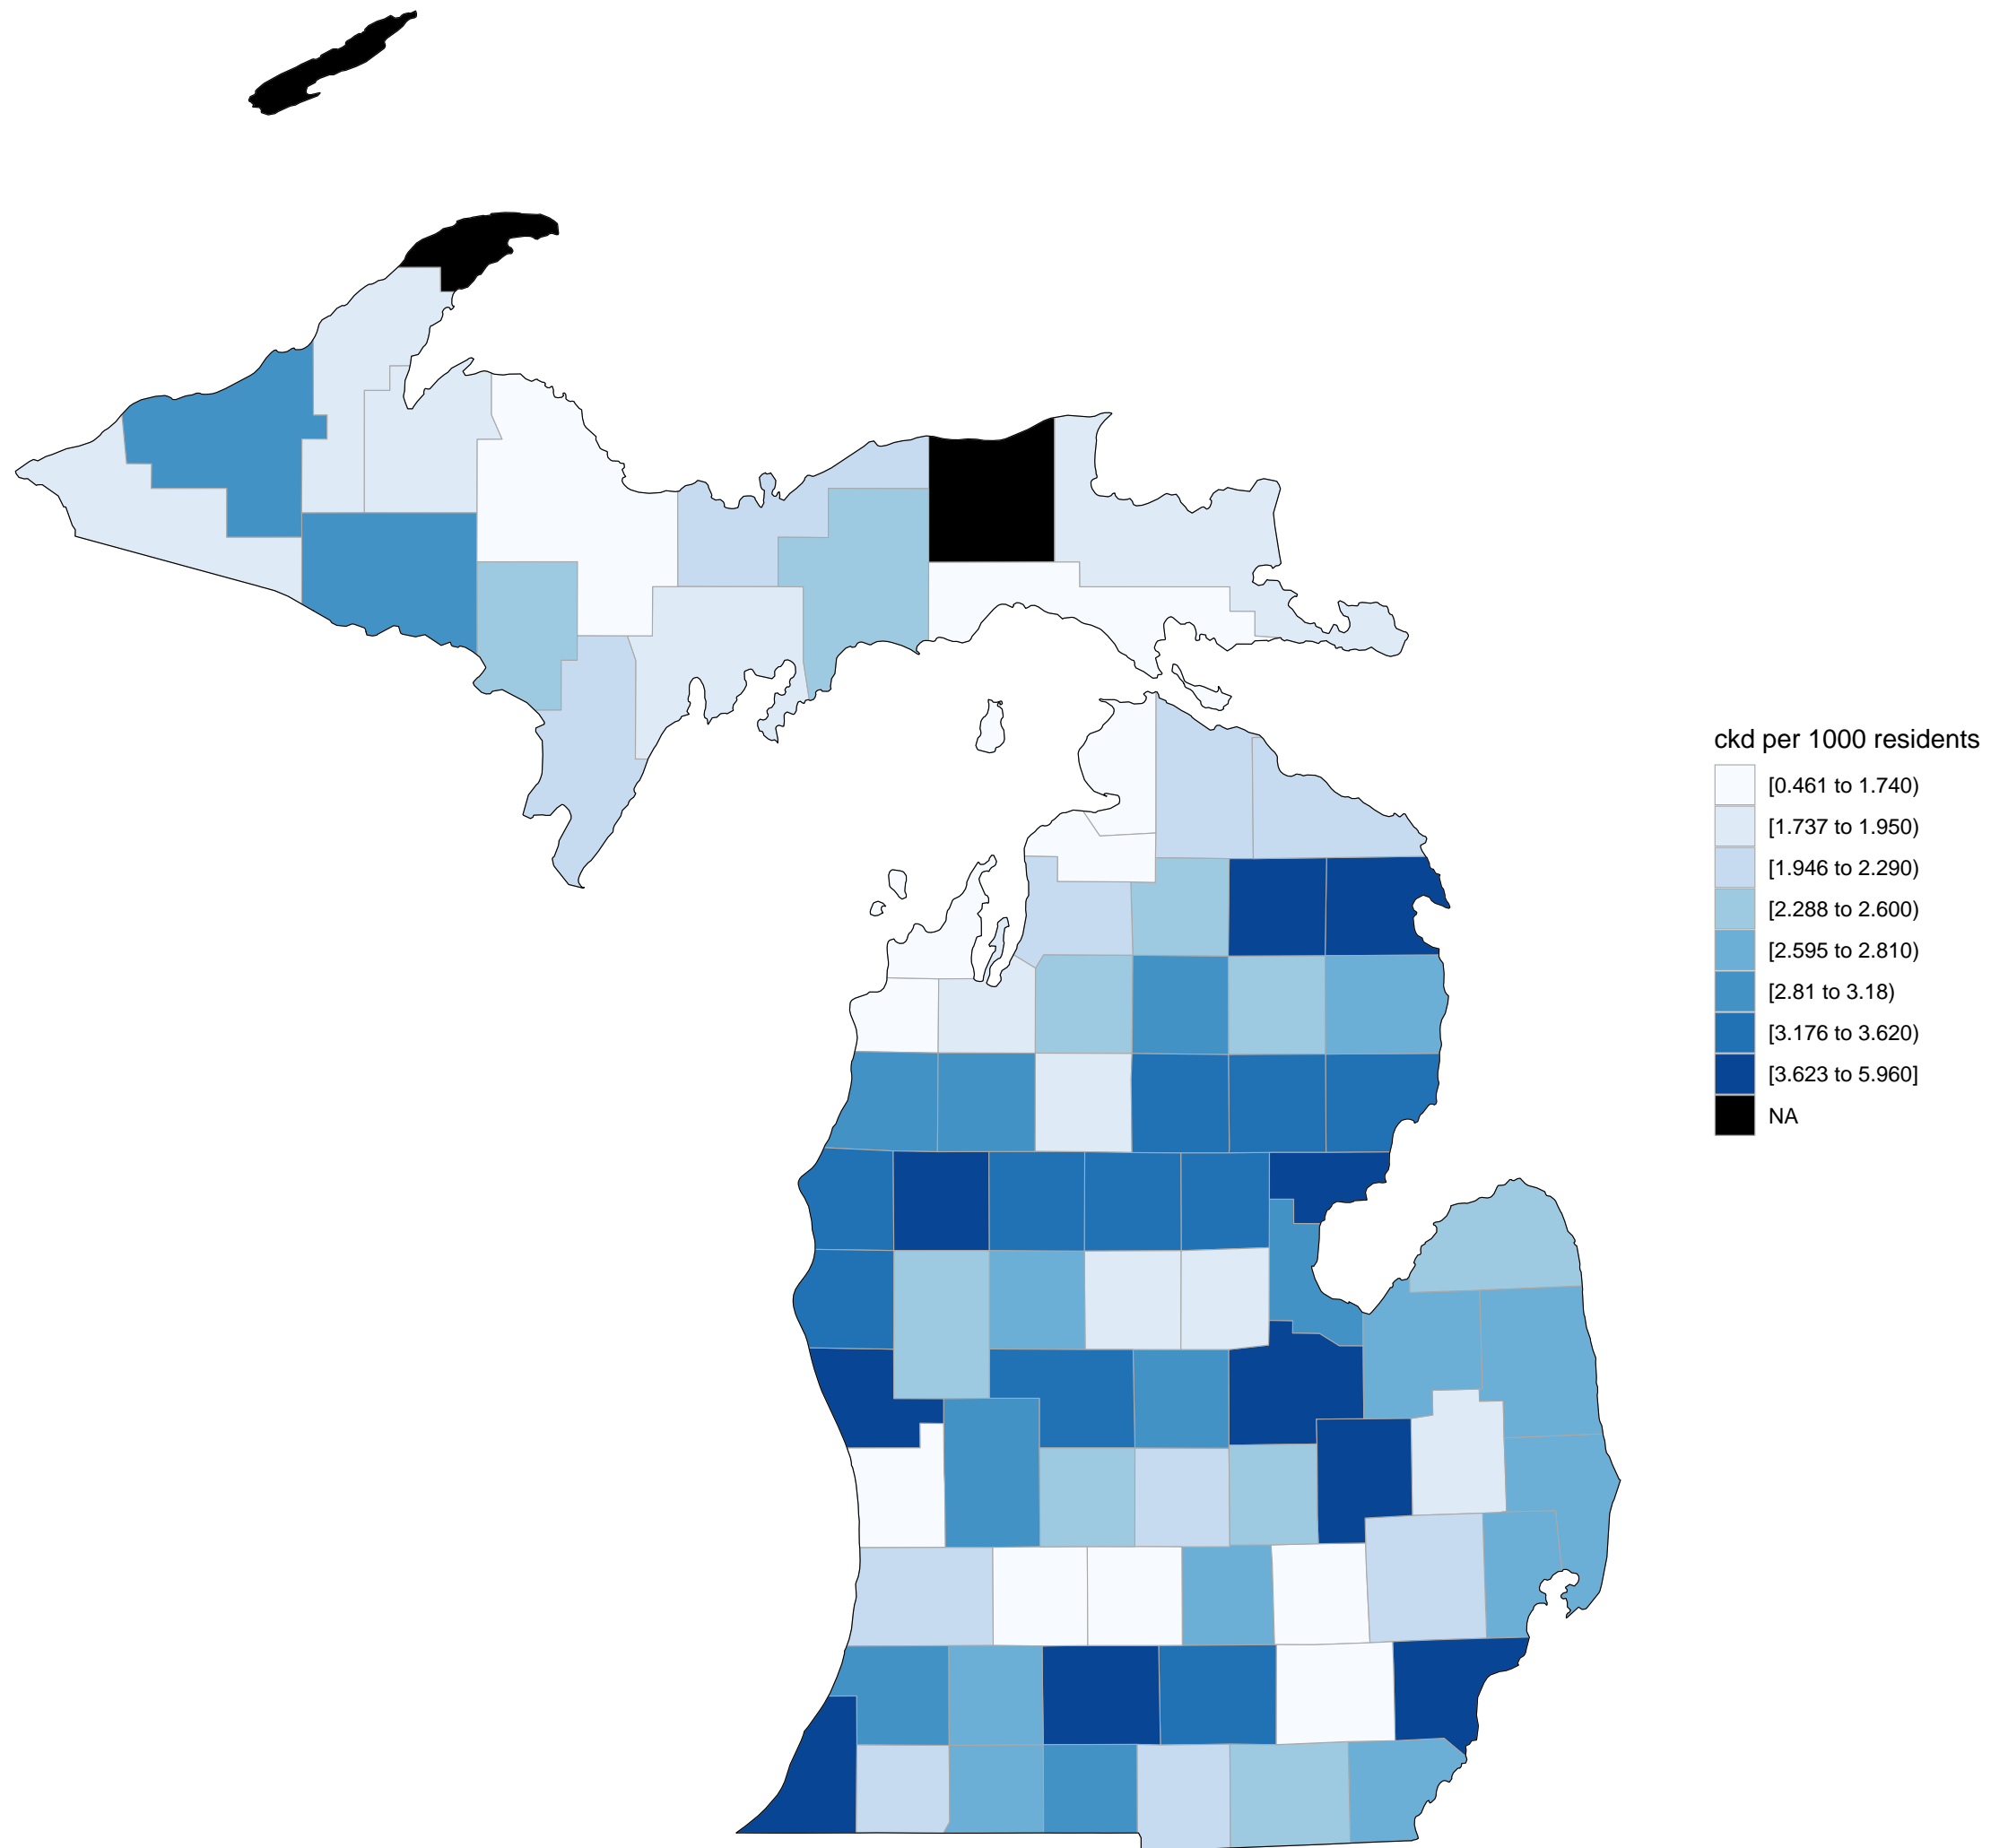 ckd per 1000 residents
[0.461 to 1.740)
[1.737 to 1.950)
[1.946 to 2.290)
[2.288 to 2.600)
[2.595 to 2.810)
[2.81 to 3.18)
[3.176 to 3.620)
[3.623 to 5.960]
NA